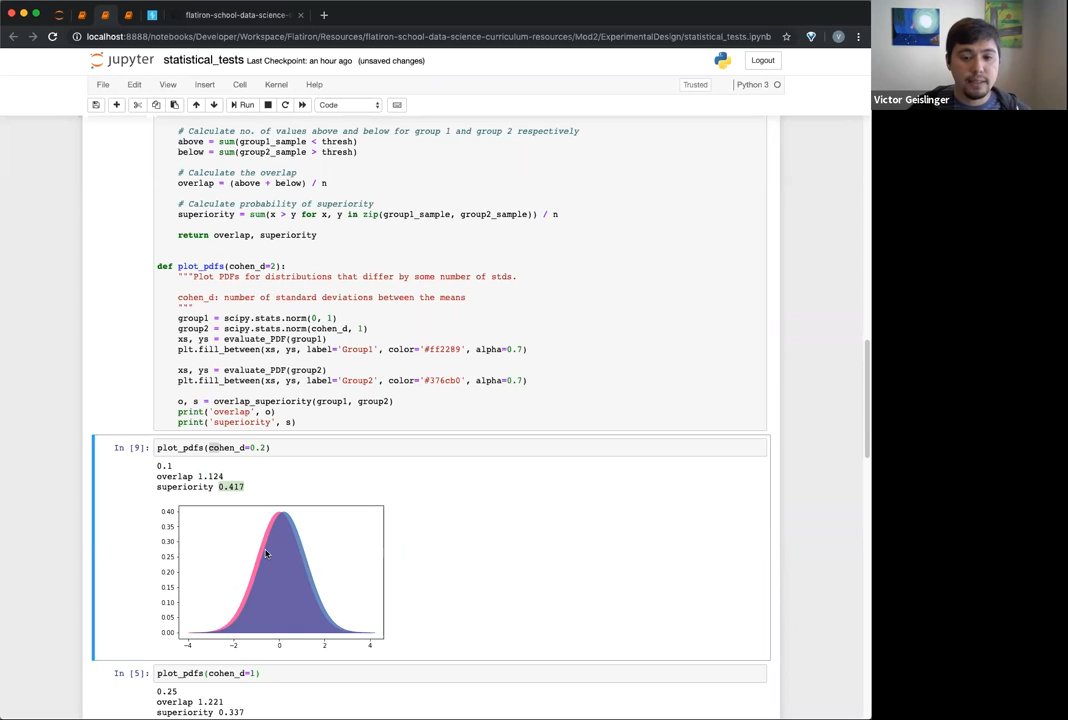 flatiron-school-data-science-
localhost:8888/notebooks/Developer/Workspace/Flatiron/Resources/flatiron-school-data-science-curriculum-resources/Mod2/ExperimentalDesign/statistical_tests.ipynb
V
jupyter statistical_tests Last Checkpoint: an hour ago (unsaved changes)
Logout
File Edit View Insert Cell Kernel Help
Trusted
Python 3
Run
Code
# Calculate no. of values above and below for group 1 and group 2 respectively
above = sum(group1_sample < thresh)
below = sum(group2_sample > thresh)
# Calculate the overlap
overlap = (above + below) / n
# Calculate probability of superiority
superiority = sum(x > y for x, y in zip(group1_sample, group2_sample)) / n
return overlap, superiority
def plot_pdfs(cohen_d=2):
"""Plot PDFs for distributions that differ by some number of stds.
cohen_d: number of standard deviations between the means
"""
group1 = scipy.stats.norm(0, 1)
group2 = scipy.stats.norm(cohen_d, 1)
xs, ys = evaluate_PDF(group1)
plt.fill_between(xs, ys, label='Group1', color='#ff2289', alpha=0.7)
xs, ys = evaluate_PDF(group2)
plt.fill_between(xs, ys, label='Group2', color='#376cb0', alpha=0.7)
o, s = overlap_superiority(group1, group2)
print('overlap', o)
print('superiority', s)
In [9]: plot_pdfs(cohen_d=0.2)
0.1
overlap 1.124
superiority 0.417
0.40
0.35
0.30
0.25
0.20
0.15
0.10
0.05
0.00
−4 −2 0 2 4
In [5]: plot_pdfs(cohen_d=1)
0.25
overlap 1.221
superiority 0.337
Victor Geislinger